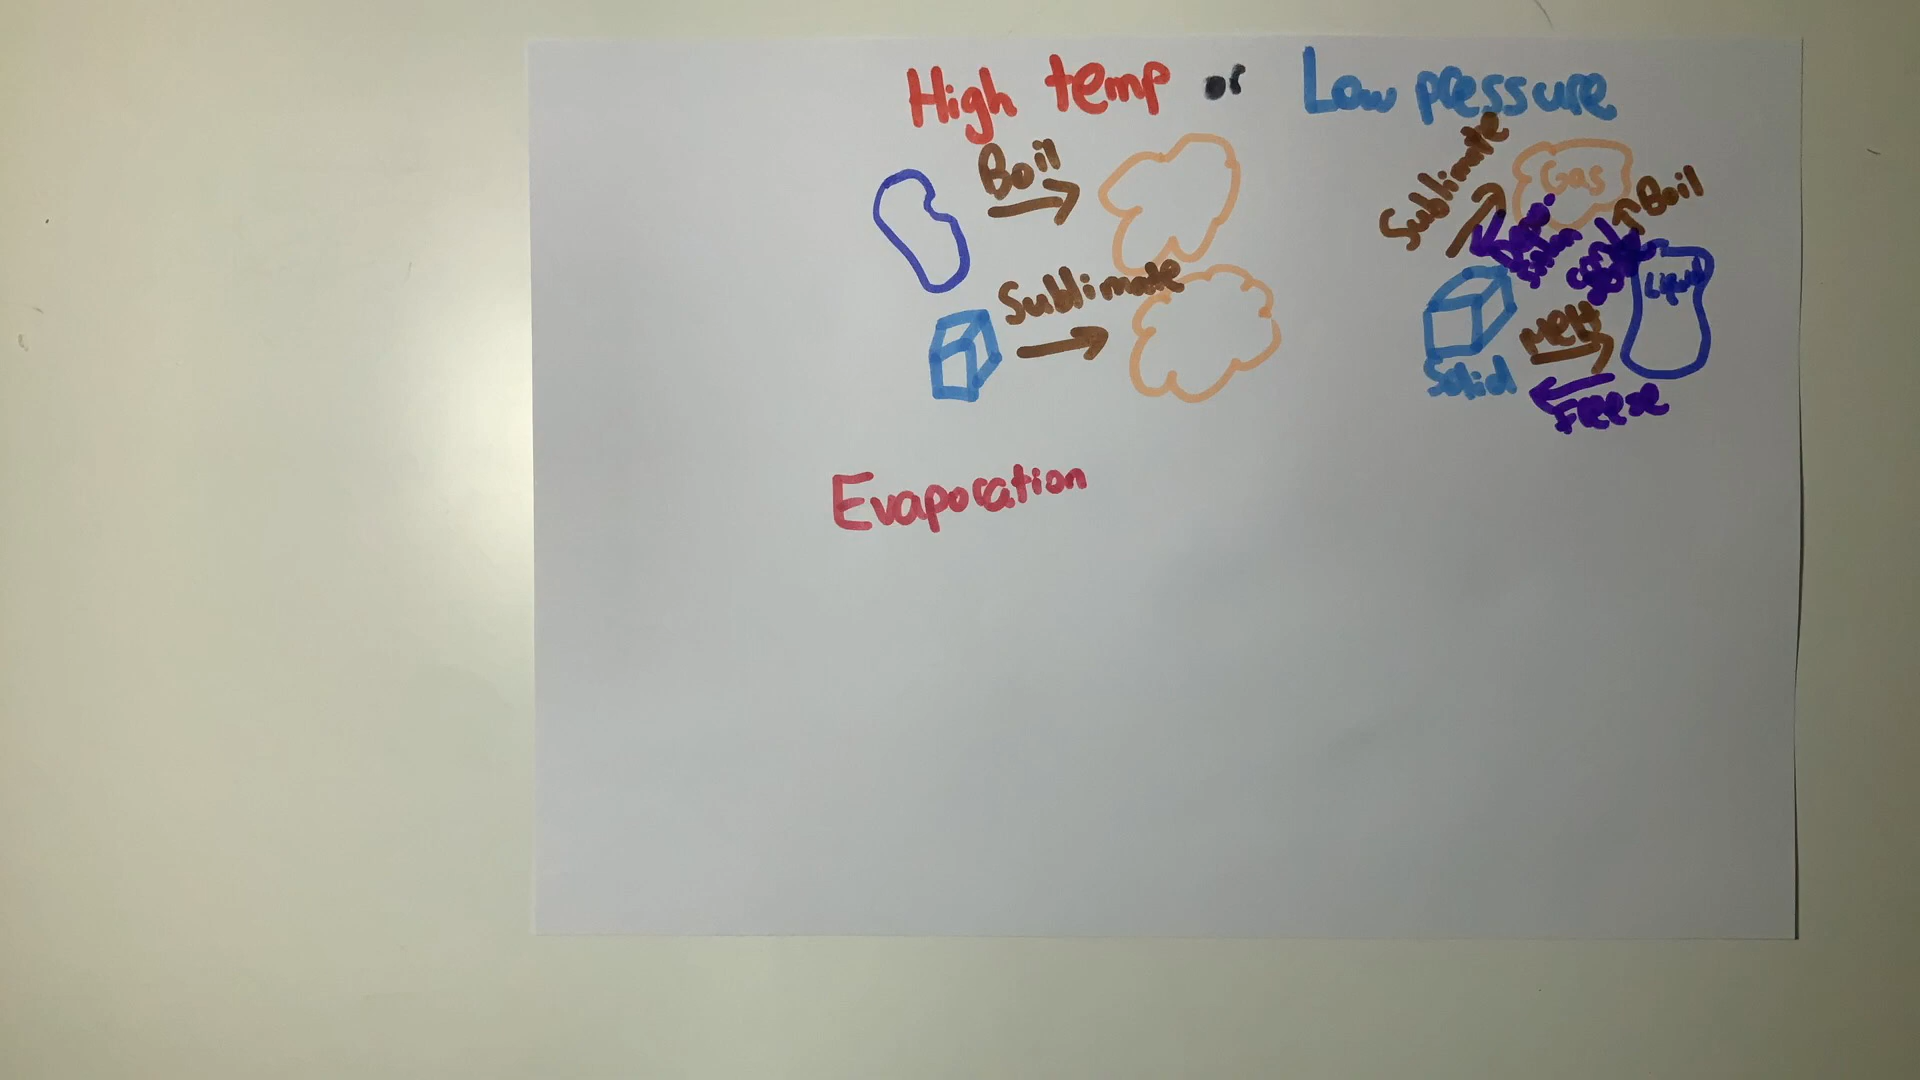 High temp or Low pressure
Boil
Sublimate
Sublimate
Gas
Boil
Liquid
Melt
Solid
Freeze
Evaporation